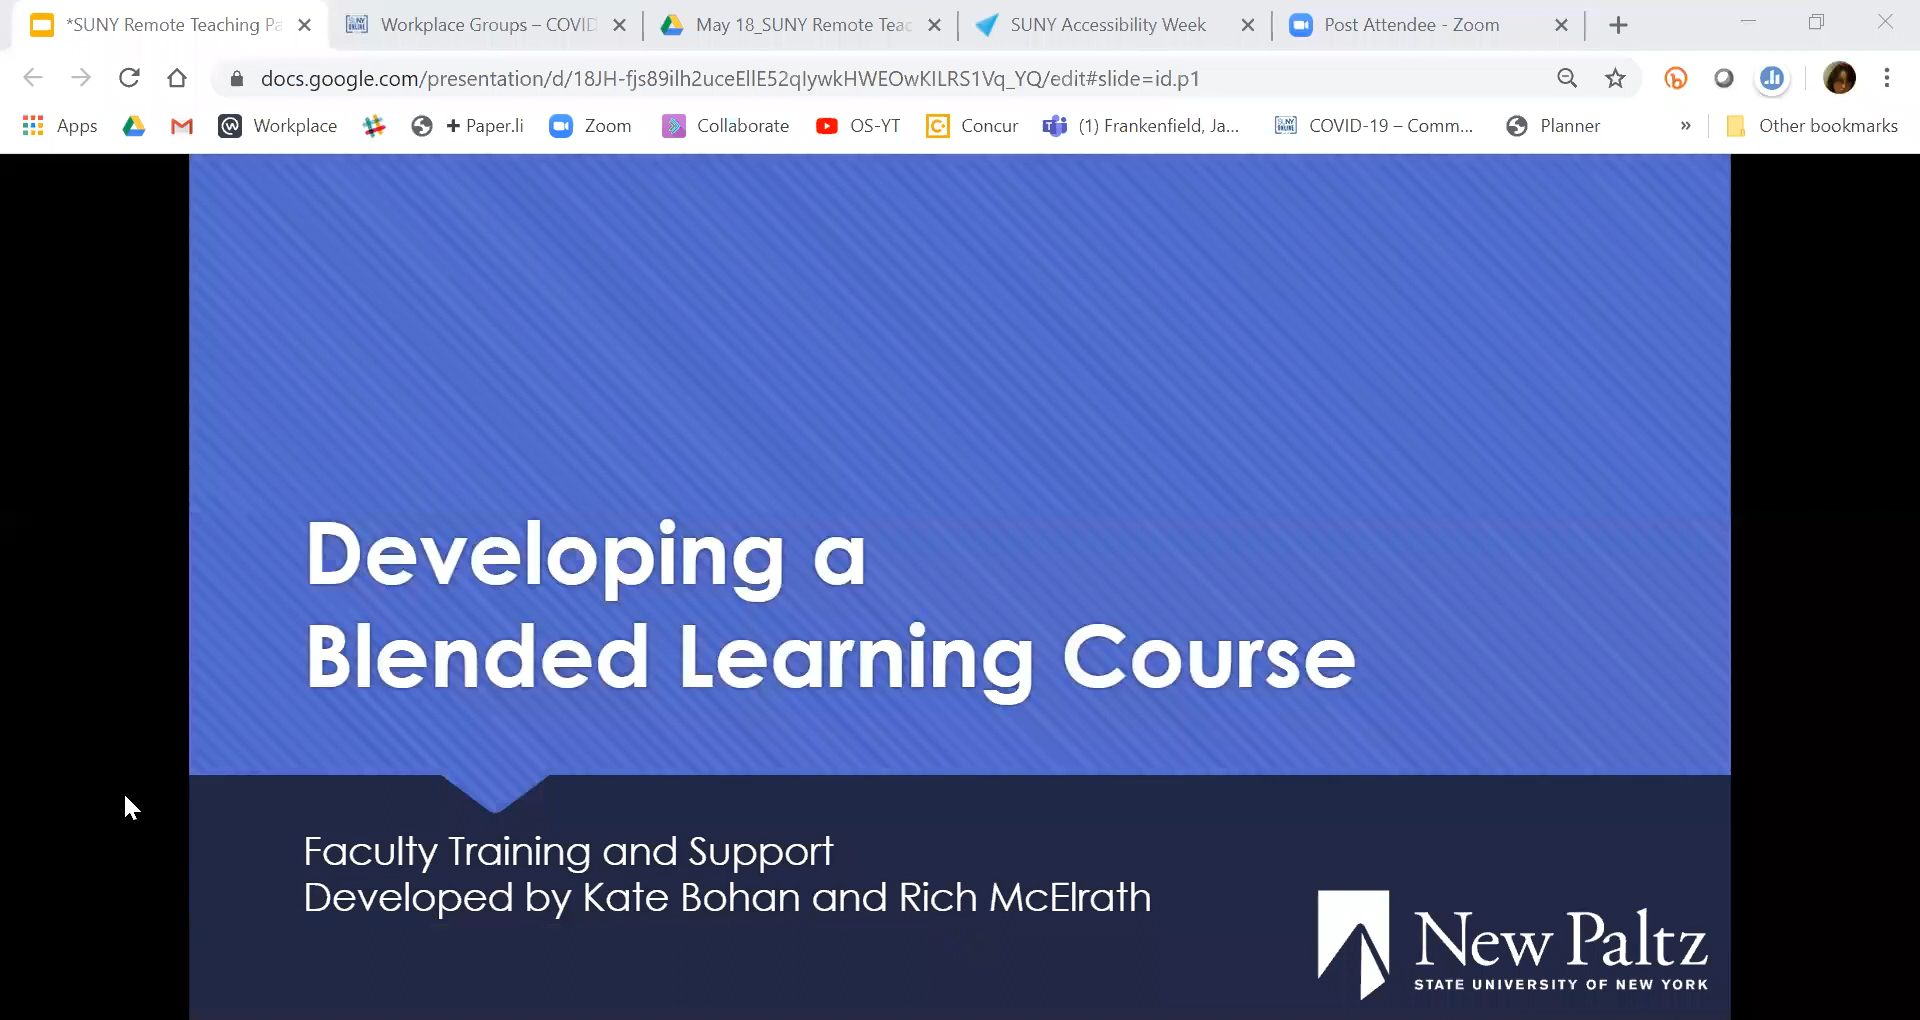 *SUNY Remote Teaching Pa
Workplace Groups – COVID
May 18_SUNY Remote Teac
SUNY Accessibility Week
Post Attendee - Zoom
docs.google.com/presentation/d/18JH-fjs89ilh2uceEllE52qIywkHWEOwKILRS1Vq_YQ/edit#slide=id.p1
Apps
Workplace
+ Paper.li
Zoom
Collaborate
OS-YT
Concur
(1) Frankenfield, Ja...
COVID-19 – Comm...
Planner
»
Other bookmarks
Developing a
Blended Learning Course
Faculty Training and Support
Developed by Kate Bohan and Rich McElrath
New Paltz
STATE UNIVERSITY OF NEW YORK